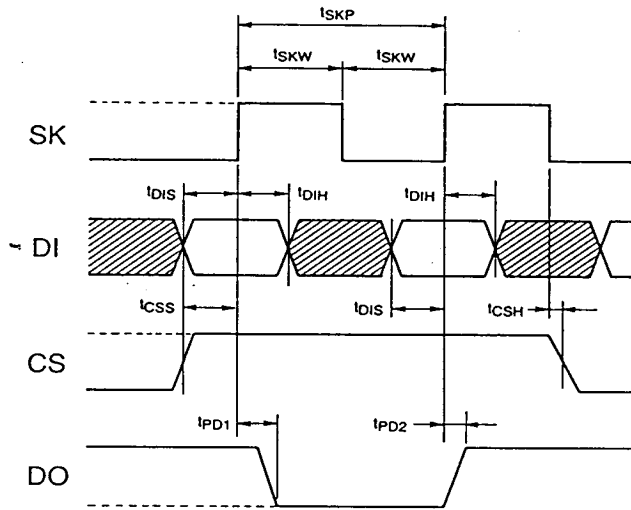 tSKP
tSKW tSKW
SK
tDIS tDIH tDIH
DI
tCSS tDIS tCSH
CS
tPD1 tPD2
DO